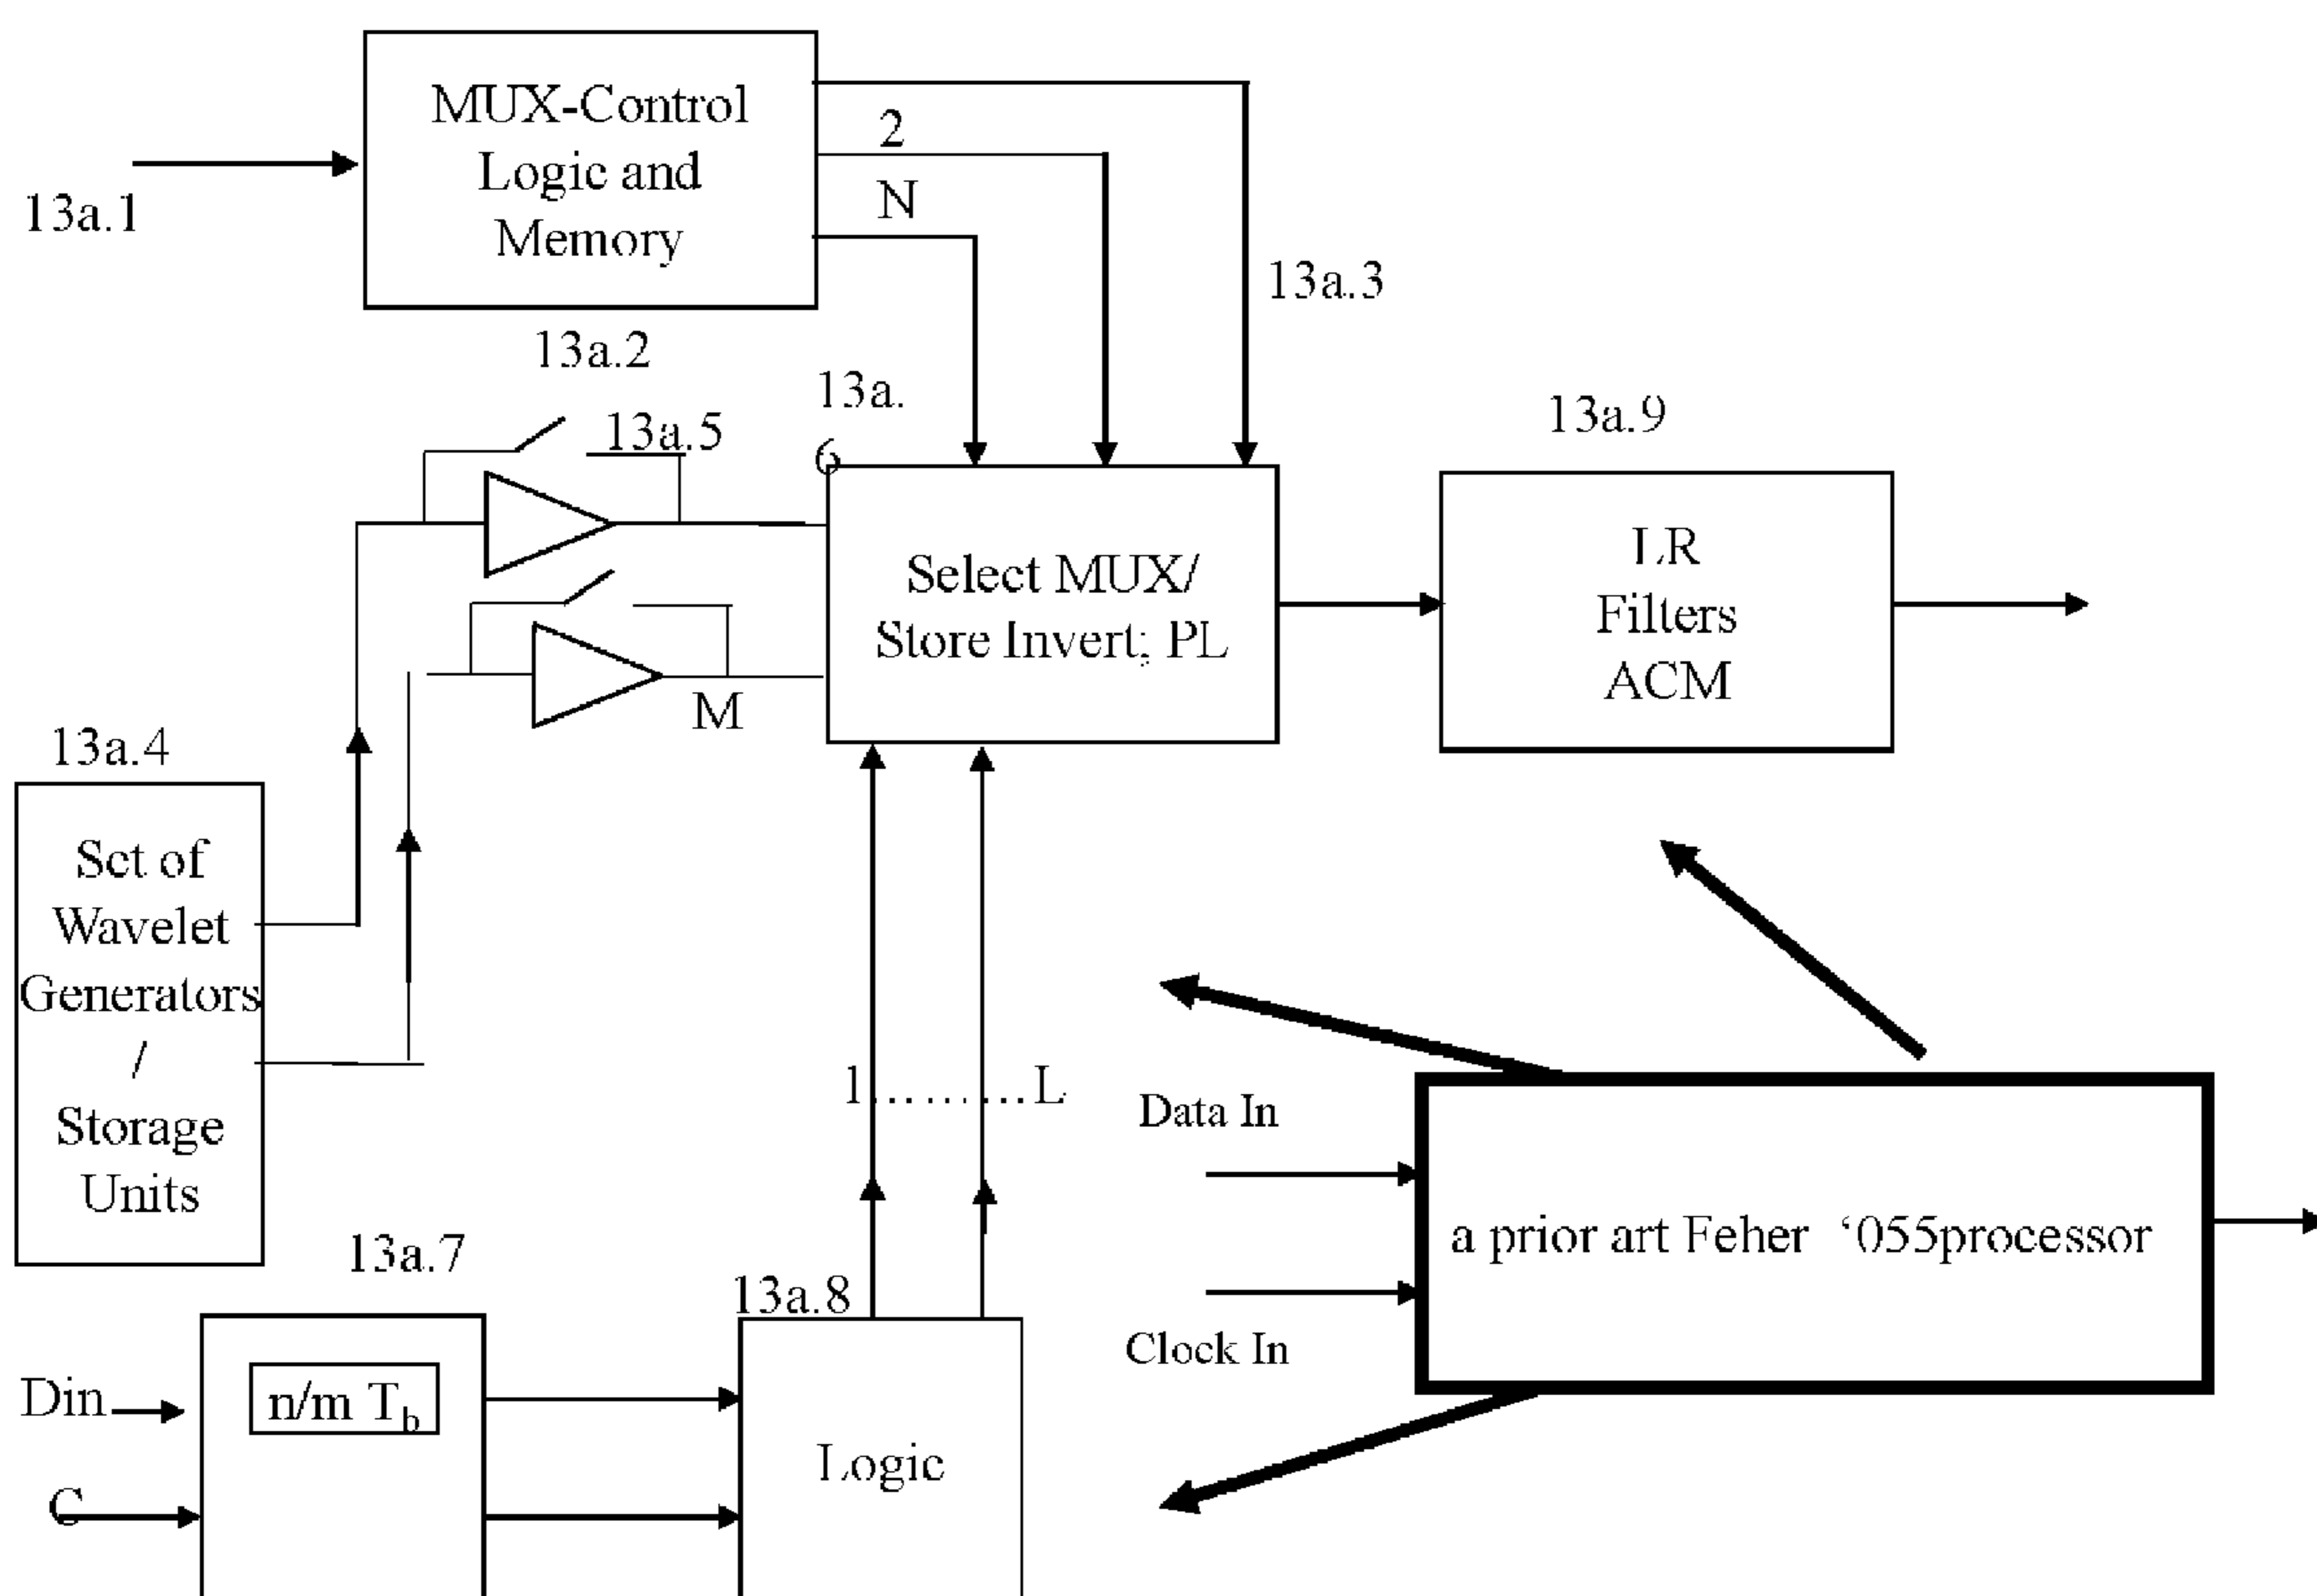 MUX-Control
Logic and
Memory
2
N
13a.1
13a.3
13a.2
13a.
6
13a.5
13a.9
Select MUX/
Store Invert; PL
LR
Filters
ACM
M
13a.4
Set of
Wavelet
Generators
/
Storage
Units
1..........L
Data In
a prior art Feher ‘055processor
Clock In
13a.7
13a.8
Din
n/m Tb
C
Logic